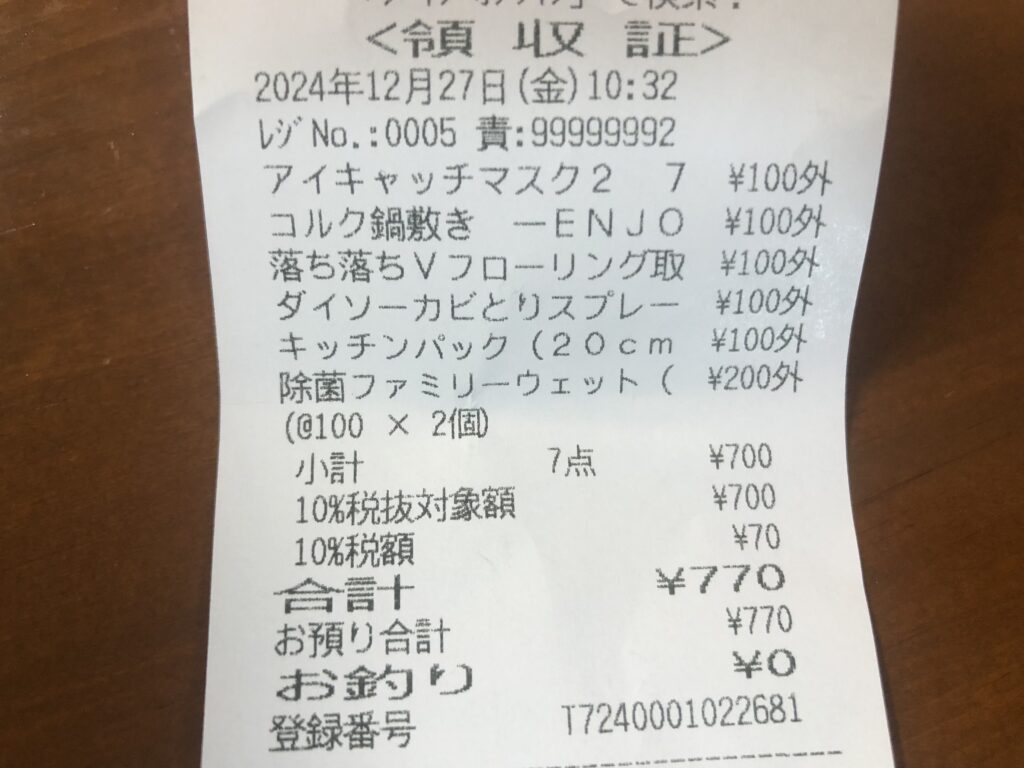 <領 収 証>
2024年12月27日(金)10:32
ﾚｼﾞNo.:0005 責:99999992
アイキャッチマスク2 7 ¥100外
コルク鍋敷き ーENJO ¥100外
落ち落ちVフローリング取 ¥100外
ダイソーカビとりスプレー ¥100外
キッチンパック(20cm ¥100外
除菌ファミリーウェット( ¥200外
(@100 × 2個)
小計 7点 ¥700
10%税抜対象額 ¥700
10%税額 ¥70
合計 ¥770
お預り合計 ¥770
お釣り ¥0
登録番号 T7240001022681